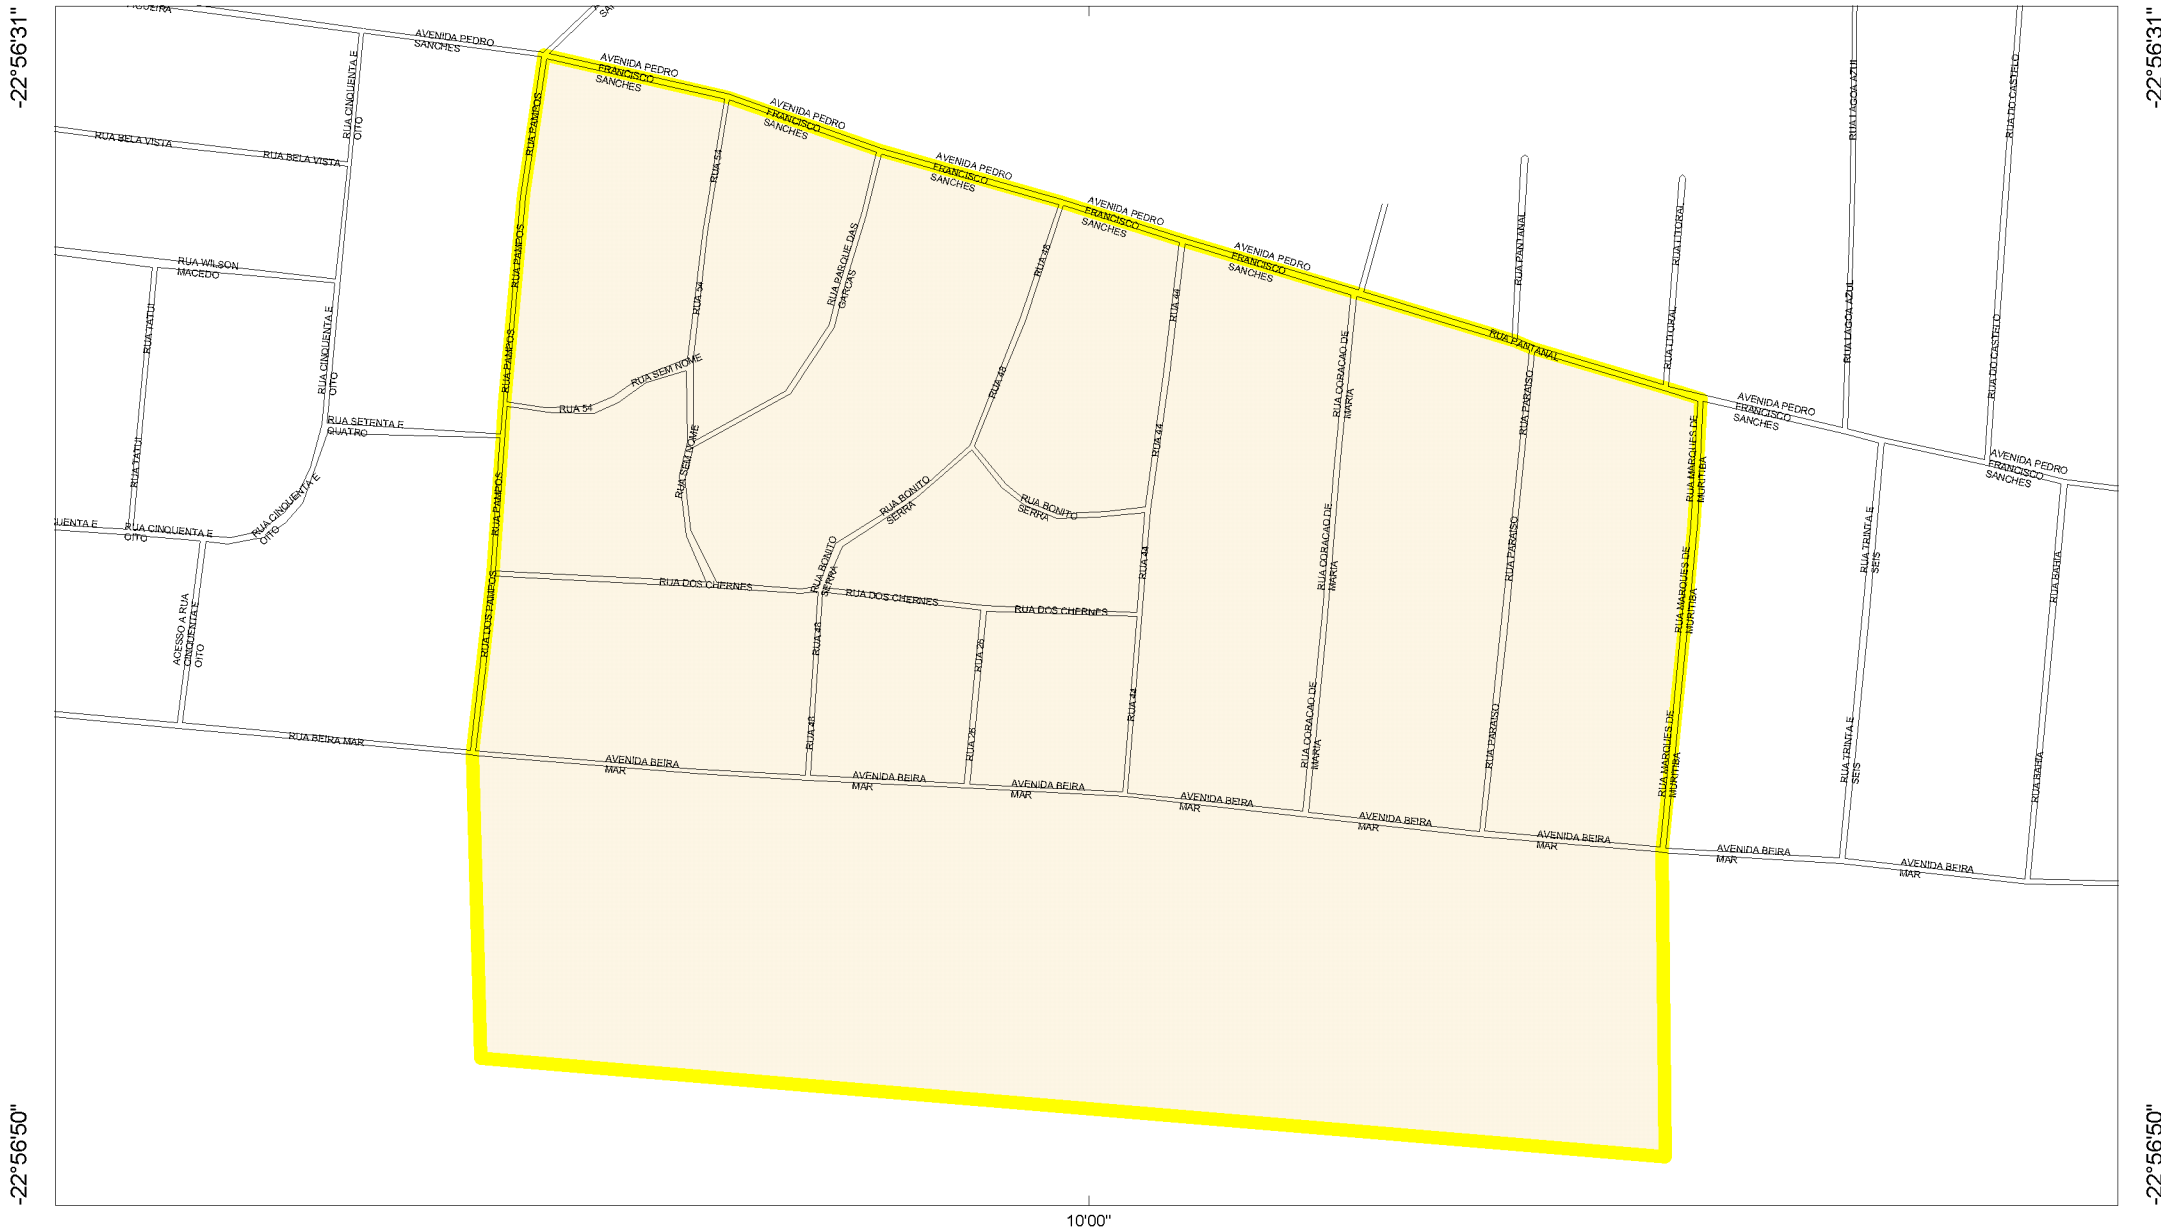 -22°56'31"
-22°56'31"
AVENIDA PEDRO
SANCHES
AVENIDA PEDRO
FRANCISCO
SANCHES
AVENIDA PEDRO
FRANCISCO
SANCHES
AVENIDA PEDRO
FRANCISCO
SANCHES
AVENIDA PEDRO
FRANCISCO
SANCHES
AVENIDA PEDRO
FRANCISCO
SANCHES
RUA PANTANAL
AVENIDA PEDRO
FRANCISCO
SANCHES
AVENIDA PEDRO
FRANCISCO
SANCHES
RUA CINQUENTA E
OITO
RUA BELA VISTA
RUA BELA VISTA
RUA WILSON
MACEDO
RUA TATUI
RUA TATUI
RUA CINQUENTA E
OITO
RUA SETENTA E
QUATRO
RUA CINQUENTA E
OITO
UENTA E
RUA CINQUENTA E
OITO
ACESSO A RUA
CINQUENTA E
OITO
RUA BEIRA MAR
RUA PAMPOS
RUA PAMPOS
RUA PAMPOS
RUA PAMPOS
RUA DOS PAMPOS
RUA 54
RUA 54
RUA 54
RUA SEM NOME
RUA SEM NOME
RUA PARQUE DAS
GARCAS
RUA 48
RUA 48
RUA BONITO
SERRA
RUA BONITO
SERRA
RUA BONITO
SERRA
RUA 44
RUA 44
RUA 44
RUA 44
RUA DOS CHERNES
RUA DOS CHERNES
RUA DOS CHERNES
RUA 48
RUA 48
RUA 26
RUA 26
RUA CORACAO DE
MARIA
RUA CORACAO DE
MARIA
RUA CORACAO DE
MARIA
RUA PANTANAL
RUA PARAISO
RUA PARAISO
RUA PARAISO
RUA LITORAL
RUA LITORAL
RUA MARQUES DE
MURITIBA
RUA MARQUES DE
MURITIBA
RUA MARQUES DE
MURITIBA
RUA LAGOA AZUL
RUA LAGOA AZUL
RUA DO CASTELO
RUA DO CASTELO
RUA TRINTA E
SEIS
RUA TRINTA E
SEIS
RUA BAHIA
RUA BAHIA
AVENIDA BEIRA
MAR
AVENIDA BEIRA
MAR
AVENIDA BEIRA
MAR
AVENIDA BEIRA
MAR
AVENIDA BEIRA
MAR
AVENIDA BEIRA
MAR
AVENIDA BEIRA
MAR
AVENIDA BEIRA
MAR
-22°56'50"
-22°56'50"
10'00"